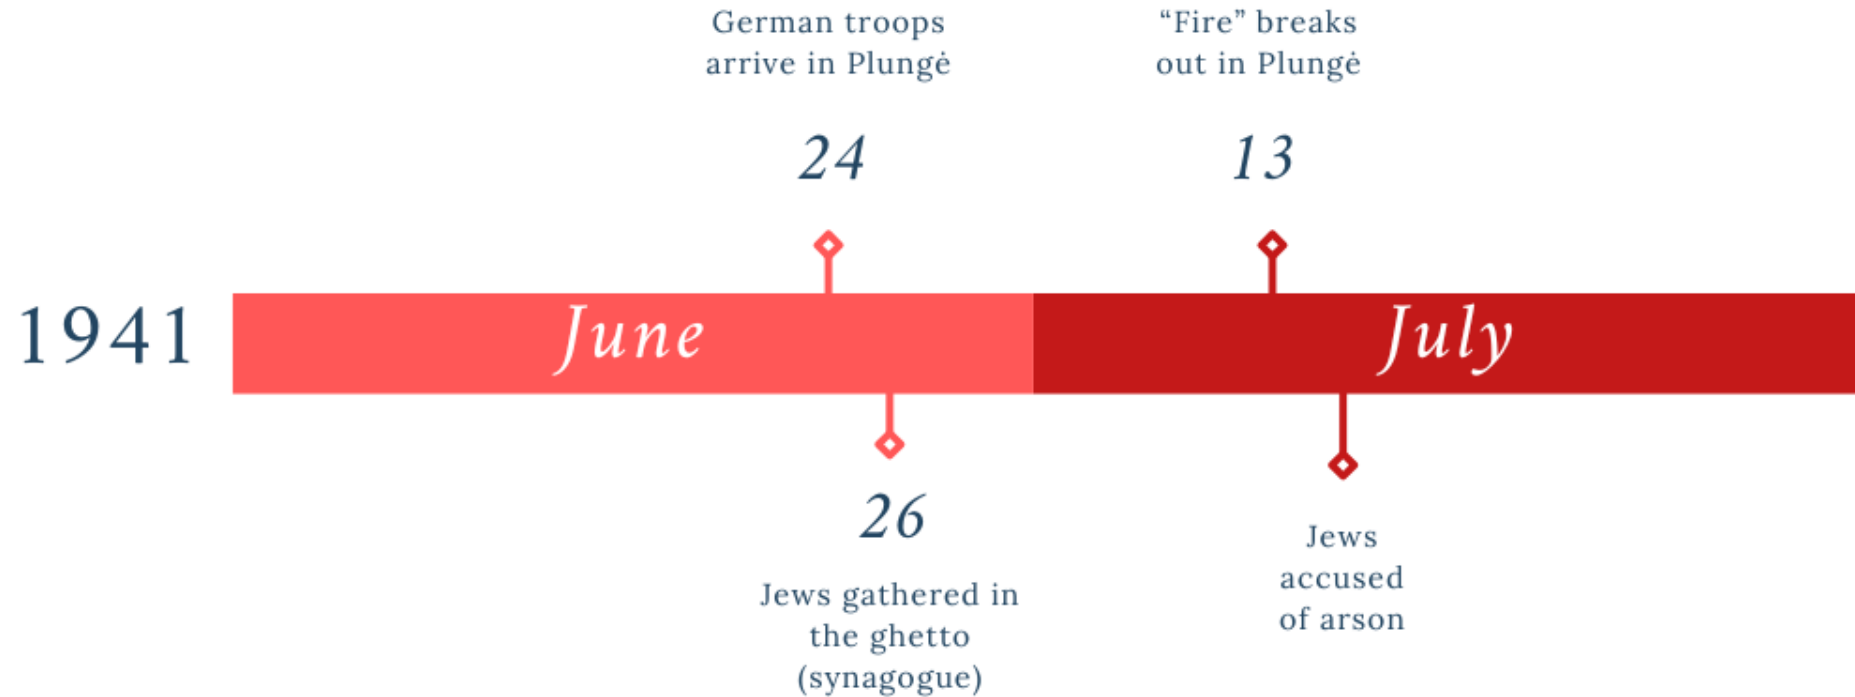 German troops
arrive in Plungė
24
“Fire” breaks
out in Plungė
13
1941
June
July
26
Jews gathered in
the ghetto
(synagogue)
Jews
accused
of arson